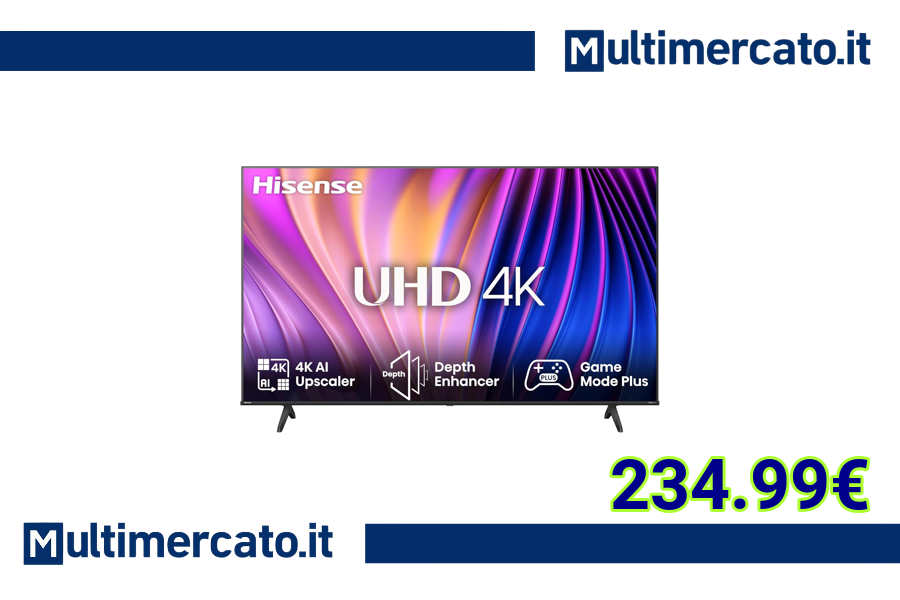 Multimercato.it
Hisense
UHD 4K
4K
AI
4K AI
Upscaler
Depth
Depth
Enhancer
PLUS
Game
Mode Plus
234.99€
Multimercato.it